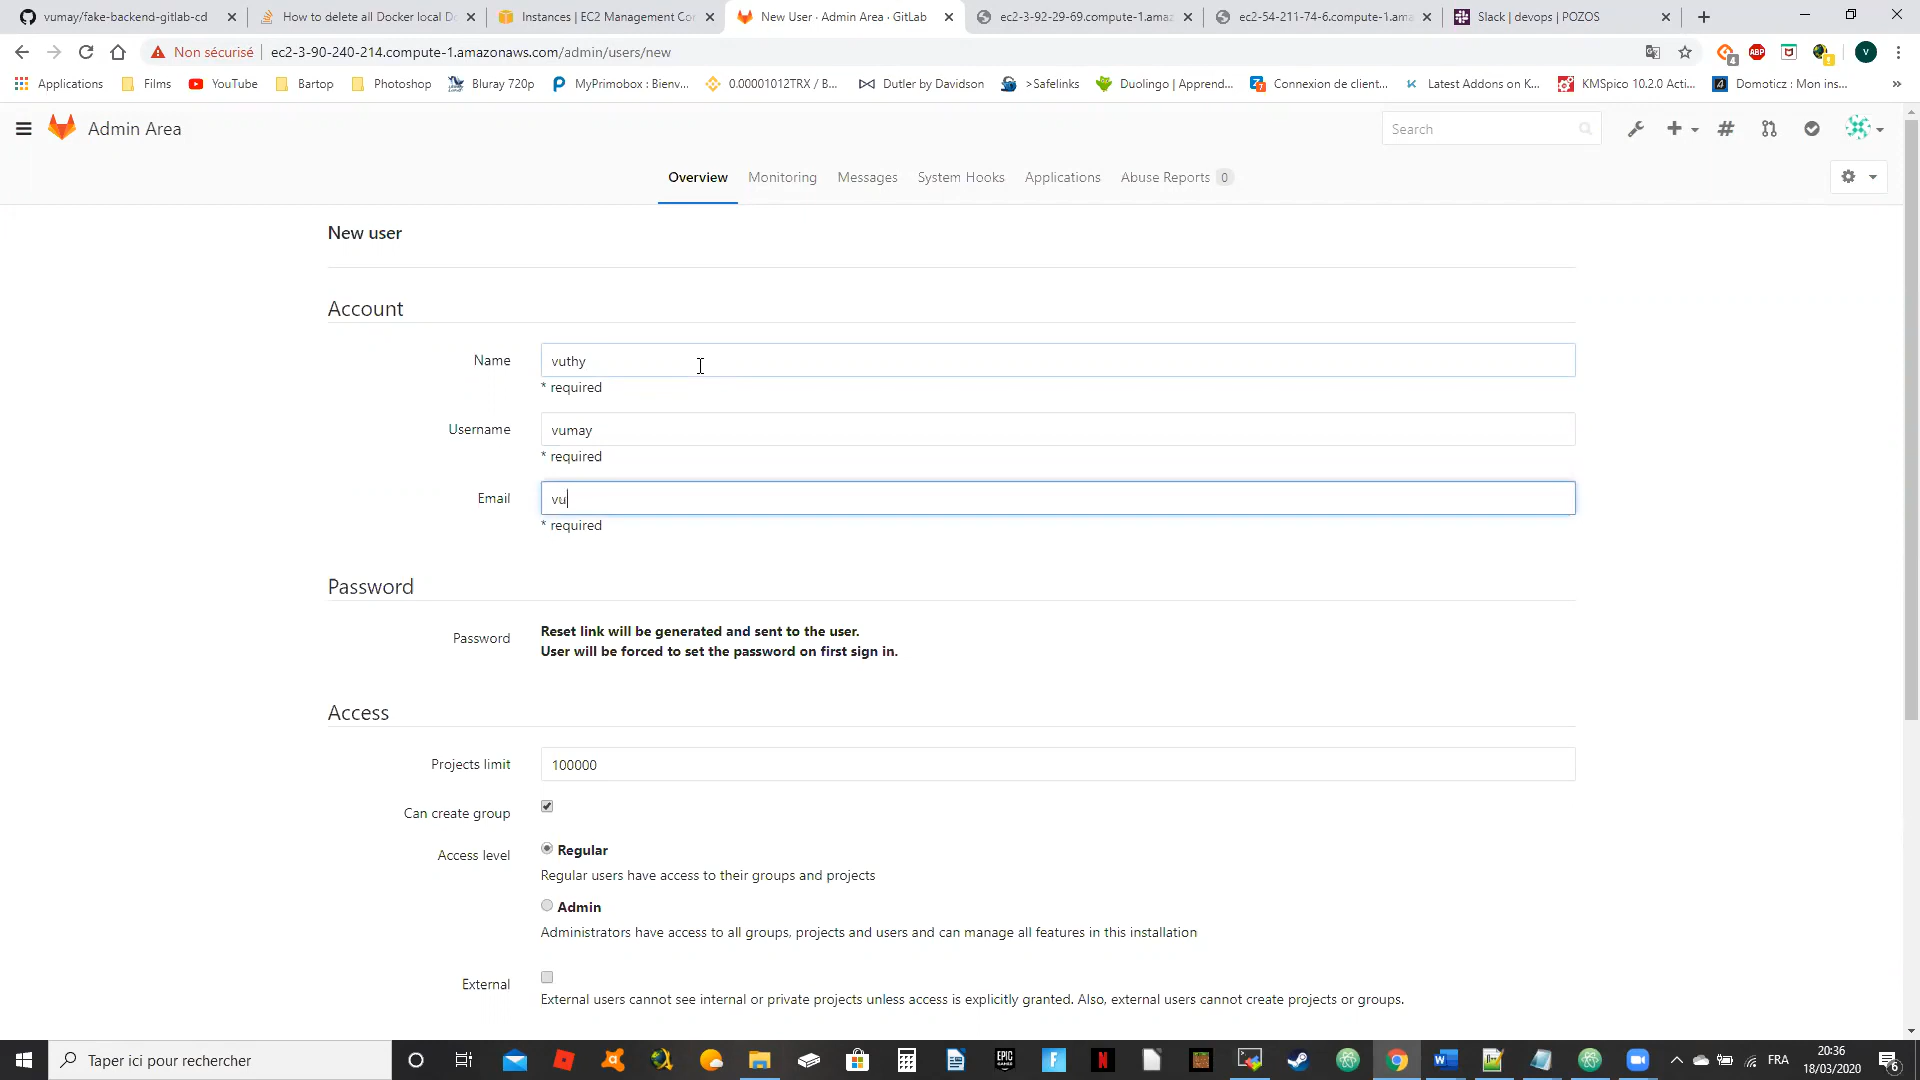 vumay/fake-backend-gitlab-cd
How to delete all Docker local Do
Instances | EC2 Management Con
New User · Admin Area · GitLab
ec2-3-92-29-69.compute-1.amaz
ec2-54-211-74-6.compute-1.ama
Slack | devops | POZOS
Non sécurisé
ec2-3-90-240-214.compute-1.amazonaws.com/admin/users/new
4
ABP
V
Applications
Films
YouTube
Bartop
Photoshop
Bluray 720p
MyPrimobox : Bienv...
0.00001012TRX / B...
Dutler by Davidson
>Safelinks
Duolingo | Apprend...
Connexion de client...
Latest Addons on K...
KMSpico 10.2.0 Acti...
Domoticz : Mon ins...
»
Admin Area
Search
Overview
Monitoring
Messages
System Hooks
Applications
Abuse Reports 0
New user
Account
Name
vuthy
* required
Username
vumay
* required
Email
vu
* required
Password
Password
Reset link will be generated and sent to the user.
User will be forced to set the password on first sign in.
Access
Projects limit
100000
Can create group
Access level
Regular
Regular users have access to their groups and projects
Admin
Administrators have access to all groups, projects and users and can manage all features in this installation
External
External users cannot see internal or private projects unless access is explicitly granted. Also, external users cannot create projects or groups.
Taper ici pour rechercher
EPIC
GAMES
FRA
20:36
18/03/2020
6